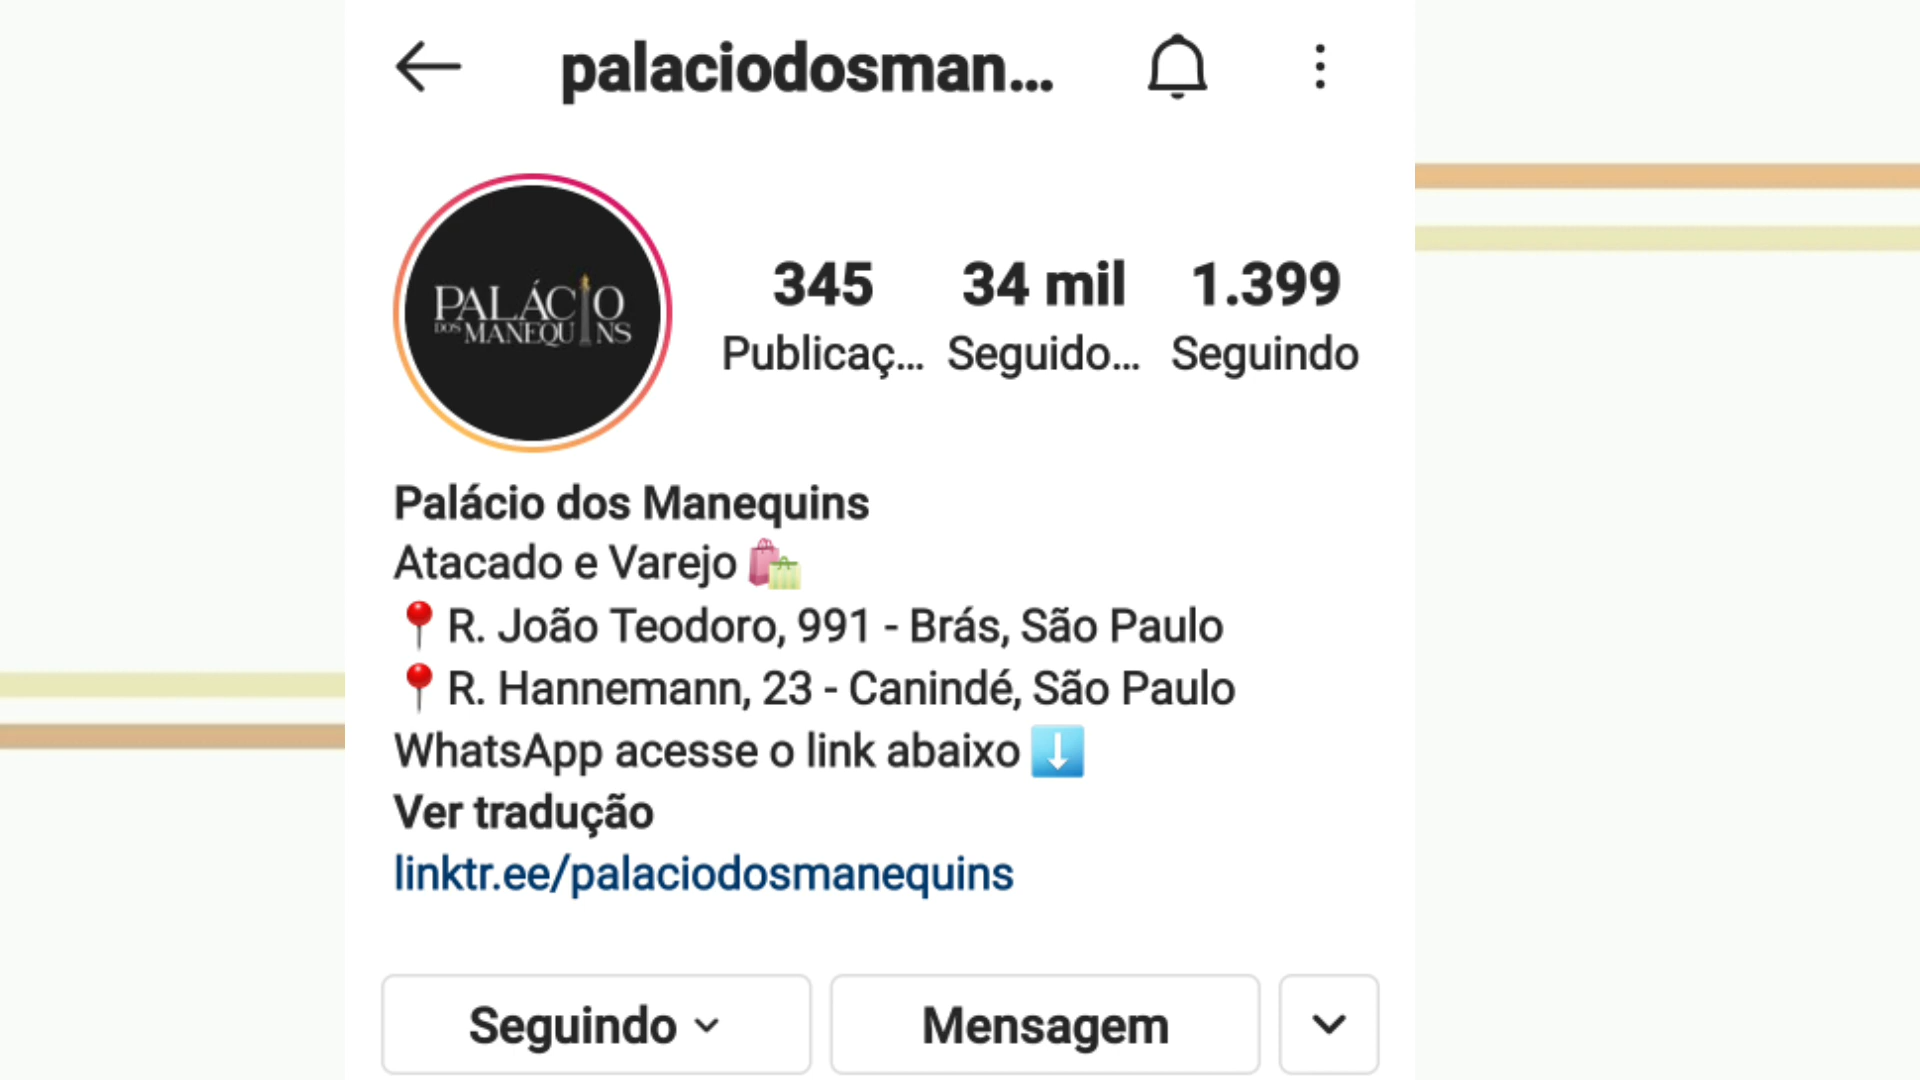 palaciodosman...
PALÁCIO
DOS MANEQUINS
345 34 mil 1.399
Publicaç... Seguido... Seguindo
Palácio dos Manequins
Atacado e Varejo 🛍️
📍R. João Teodoro, 991 - Brás, São Paulo
📍R. Hannemann, 23 - Canindé, São Paulo
WhatsApp acesse o link abaixo ⬇️
Ver tradução
linktr.ee/palaciodosmanequins
Seguindo Mensagem